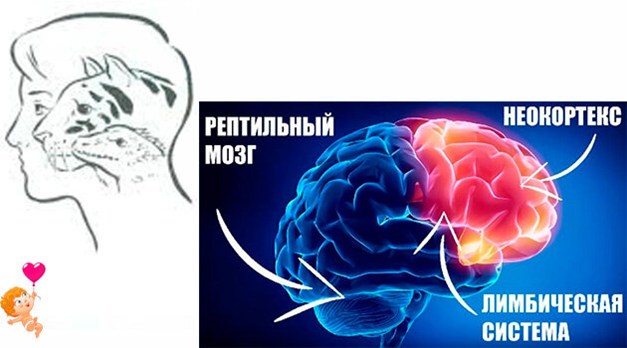 РЕПТИЛЬНЫЙ
МОЗГ
НЕОКОРТЕКС
ЛИМБИЧЕСКАЯ
СИСТЕМА